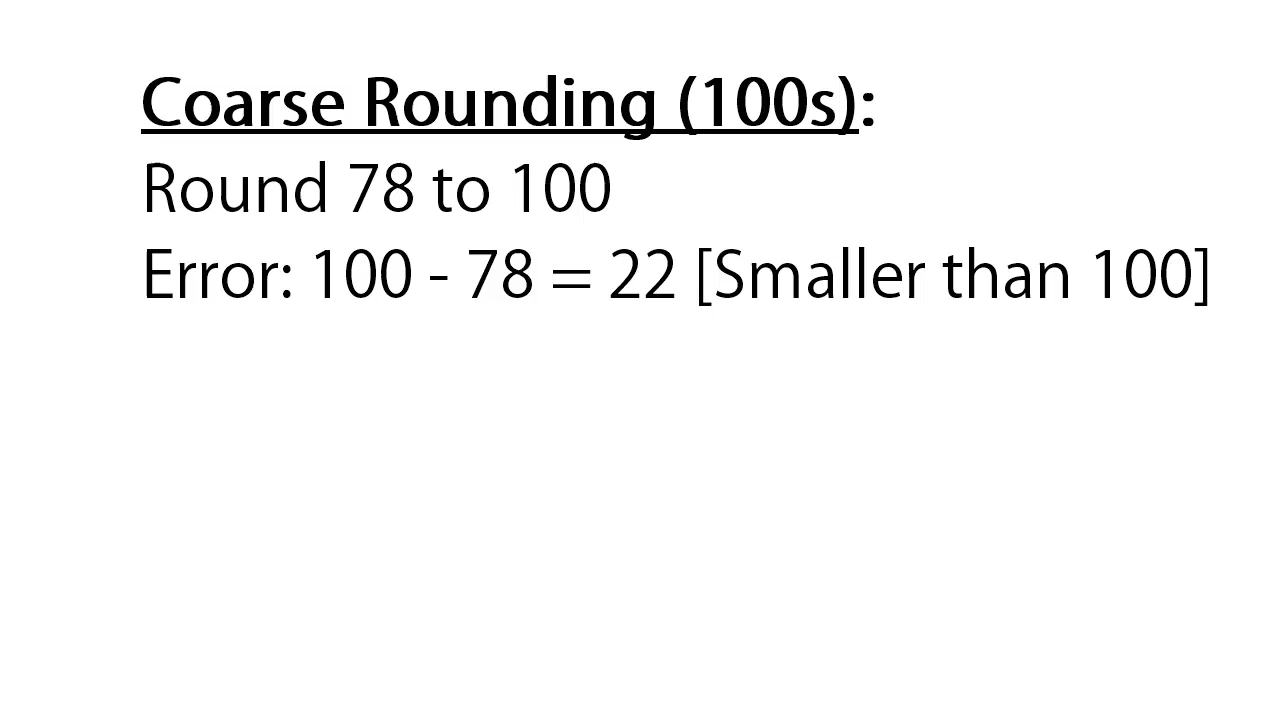 Coarse Rounding (100s):
Round 78 to 100
Error: 100 - 78 = 22 [Smaller than 100]